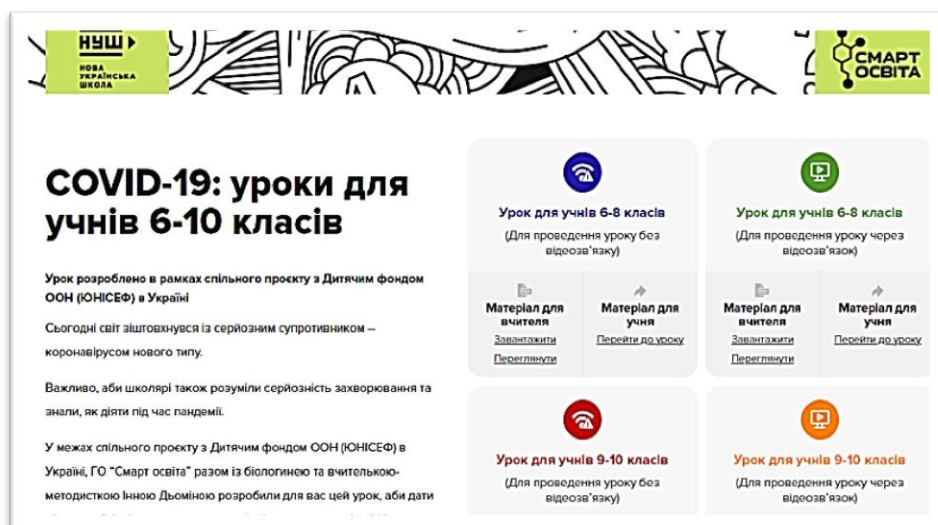 НУШ
НОВА
УКРАЇНСЬКА
ШКОЛА
СМАРТ
ОСВІТА
COVID-19: уроки для
учнів 6-10 класів
Урок розроблено в рамках спільного проєкту з Дитячим фондом
ООН (ЮНІСЕФ) в Україні
Сьогодні світ зіштовхнувся із серйозним супротивником –
коронавірусом нового типу.
Важливо, аби школярі також розуміли серйозність захворювання та
знали, як діяти під час пандемії.
У межах спільного проєкту з Дитячим фондом ООН (ЮНІСЕФ) в
Україні, ГО “Смарт освіта” разом із біологинею та вчителькою-
методисткою Інною Дьоміною розробили для вас цей урок, аби дати
Урок для учнів 6-8 класів
(Для проведення уроку без
відеозв'язку)
Матеріал для
вчителя
Завантажити
Переглянути
Матеріал для
учня
Перейти до уроку
Урок для учнів 6-8 класів
(Для проведення уроку через
відеозв'язок)
Матеріал для
вчителя
Завантажити
Переглянути
Матеріал для
учня
Перейти до уроку
Урок для учнів 9-10 класів
(Для проведення уроку без
відеозв'язку)
Урок для учнів 9-10 класів
(Для проведення уроку через
відеозв'язок)